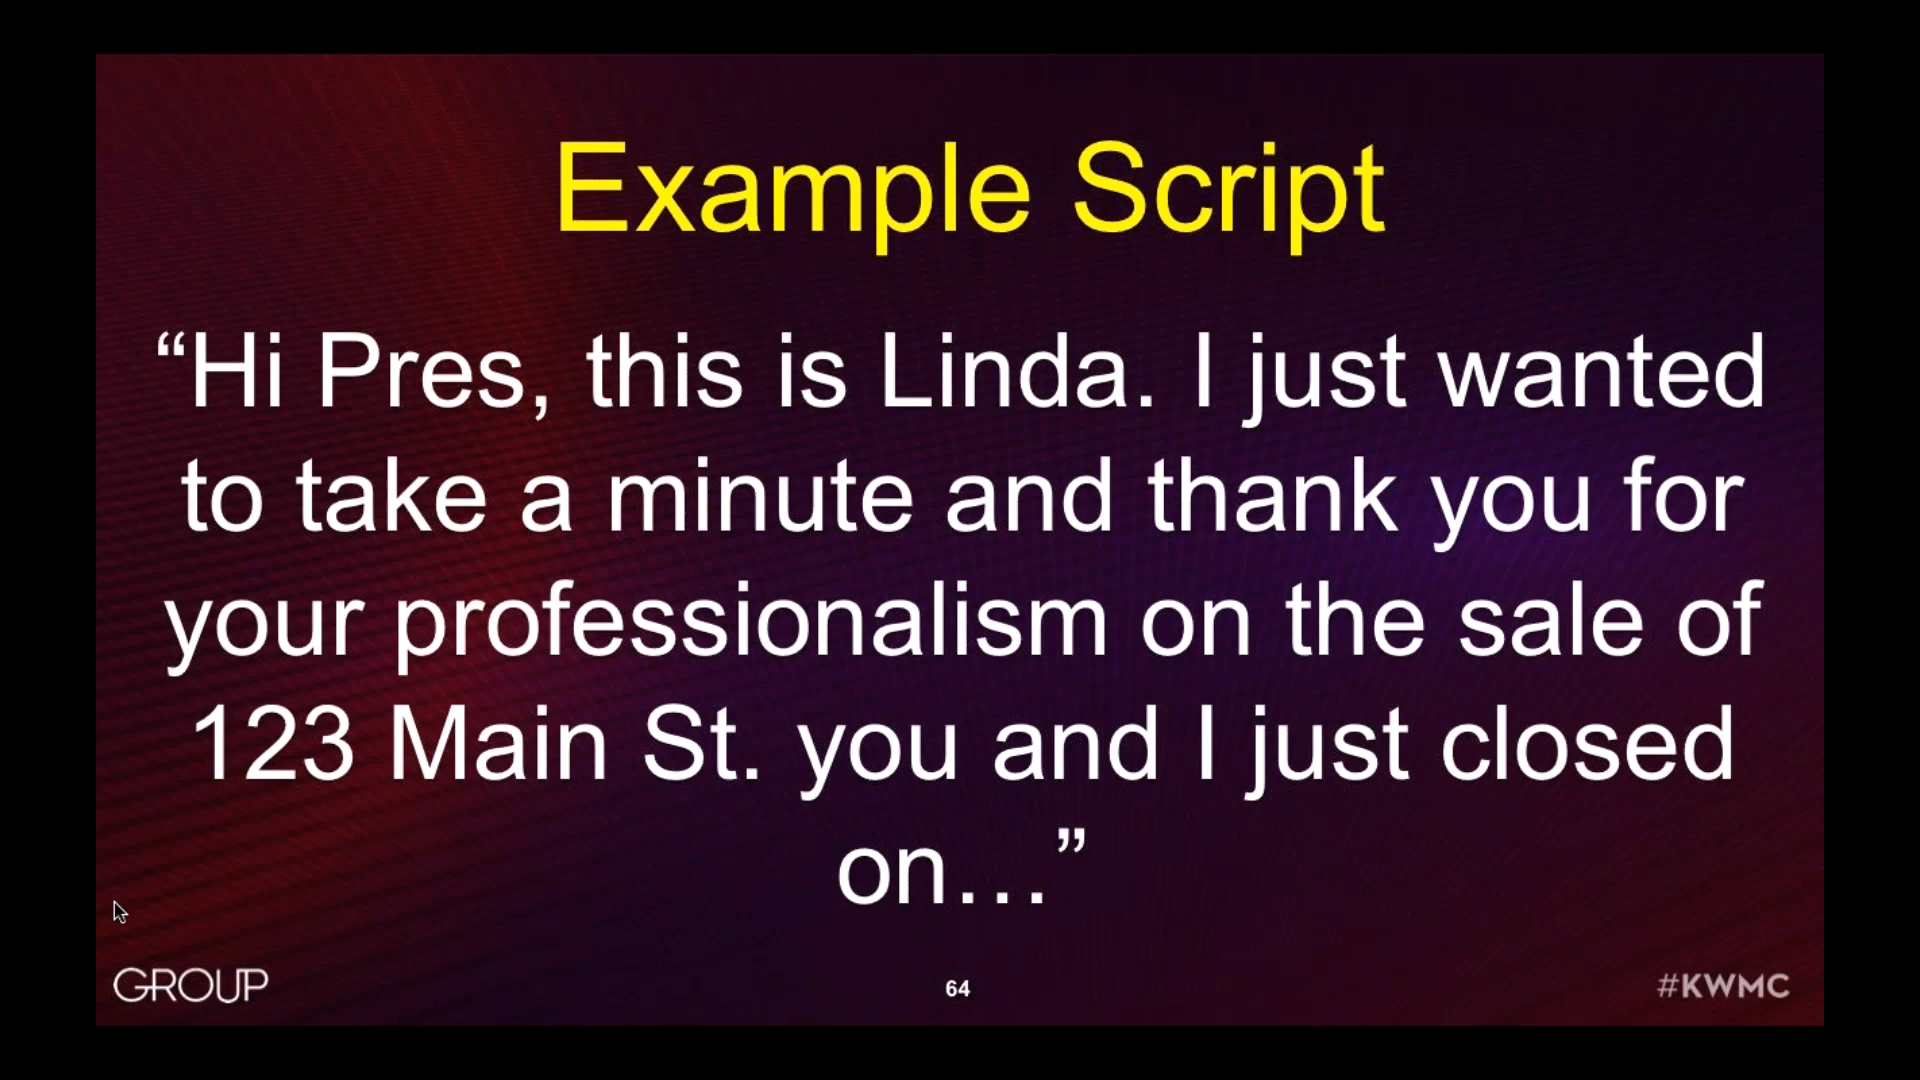 Example Script
“Hi Pres, this is Linda. I just wanted
to take a minute and thank you for
your professionalism on the sale of
123 Main St. you and I just closed
on…”
GROUP
64
#KWMC